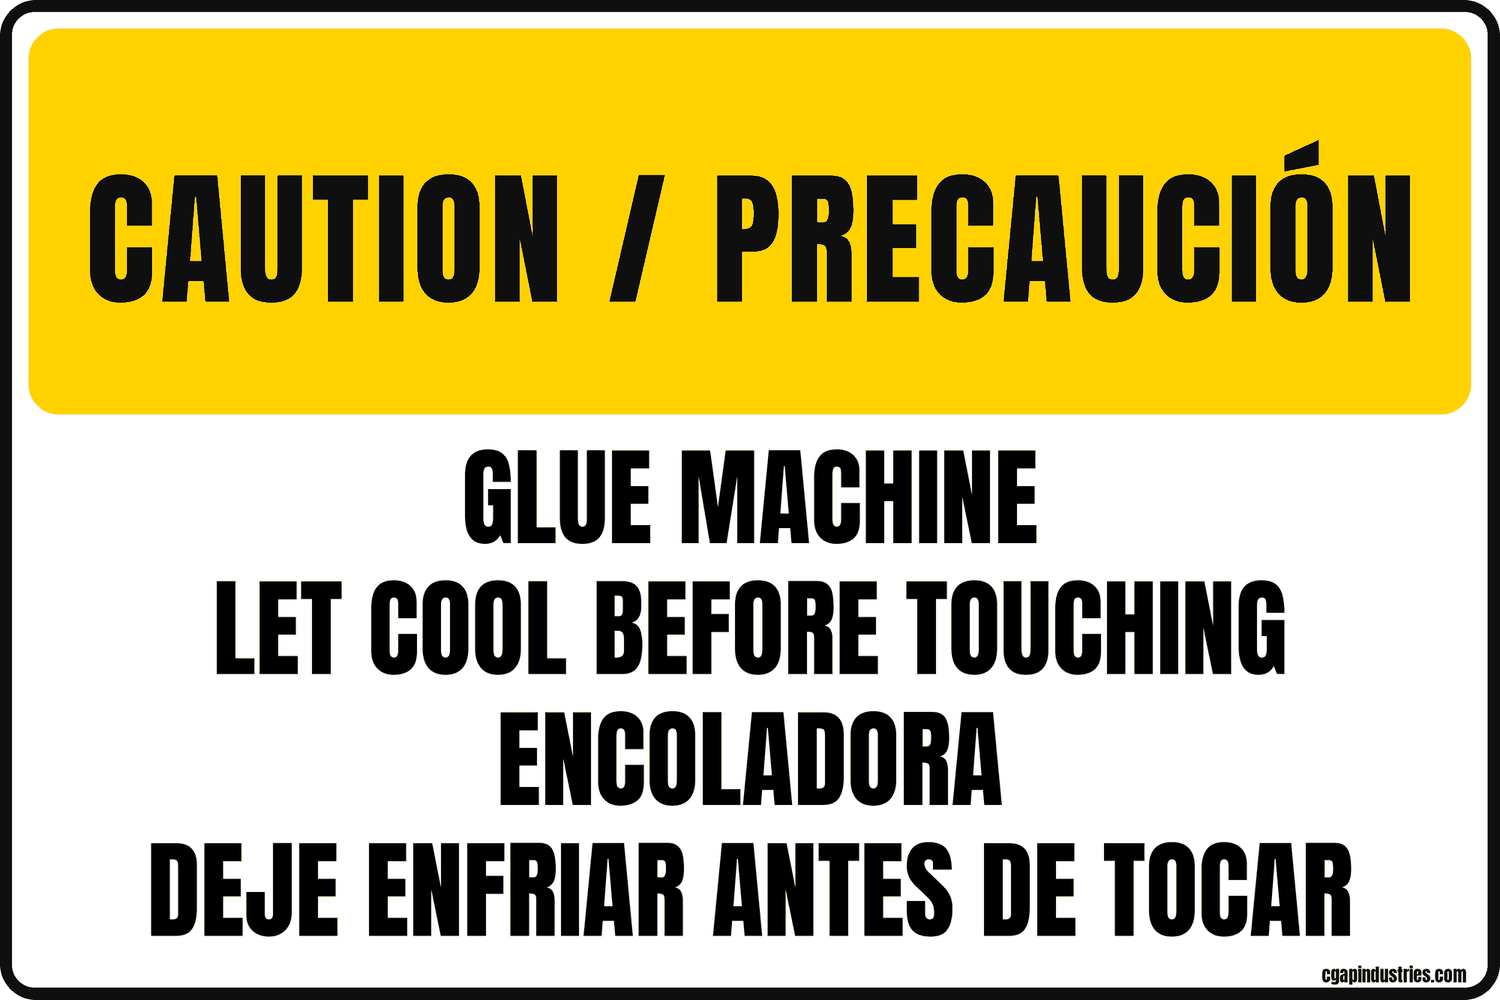 CAUTION / PRECAUCIÓN
GLUE MACHINE
LET COOL BEFORE TOUCHING
ENCOLADORA
DEJE ENFRIAR ANTES DE TOCAR
cgapindustries.com